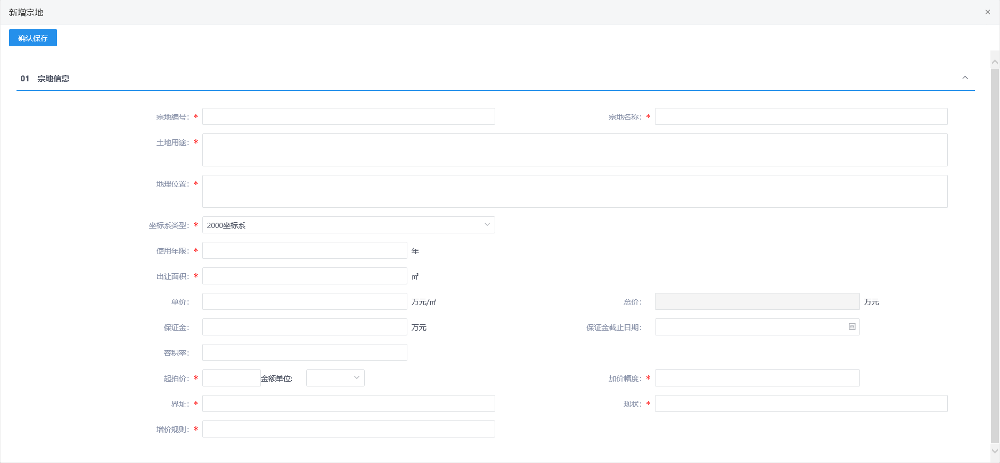 新增宗地
确认保存
01 宗地信息
宗地编号: * 宗地名称: *
土地用途: *
地理位置: *
坐标系类型: * 2000坐标系
使用年限: * 年
出让面积: * ㎡
单价: 万元/㎡ 总价: 万元
保证金: 万元 保证金截止日期:
容积率:
起拍价: * 金额单位: 加价幅度: *
界址: * 现状: *
增价规则: *